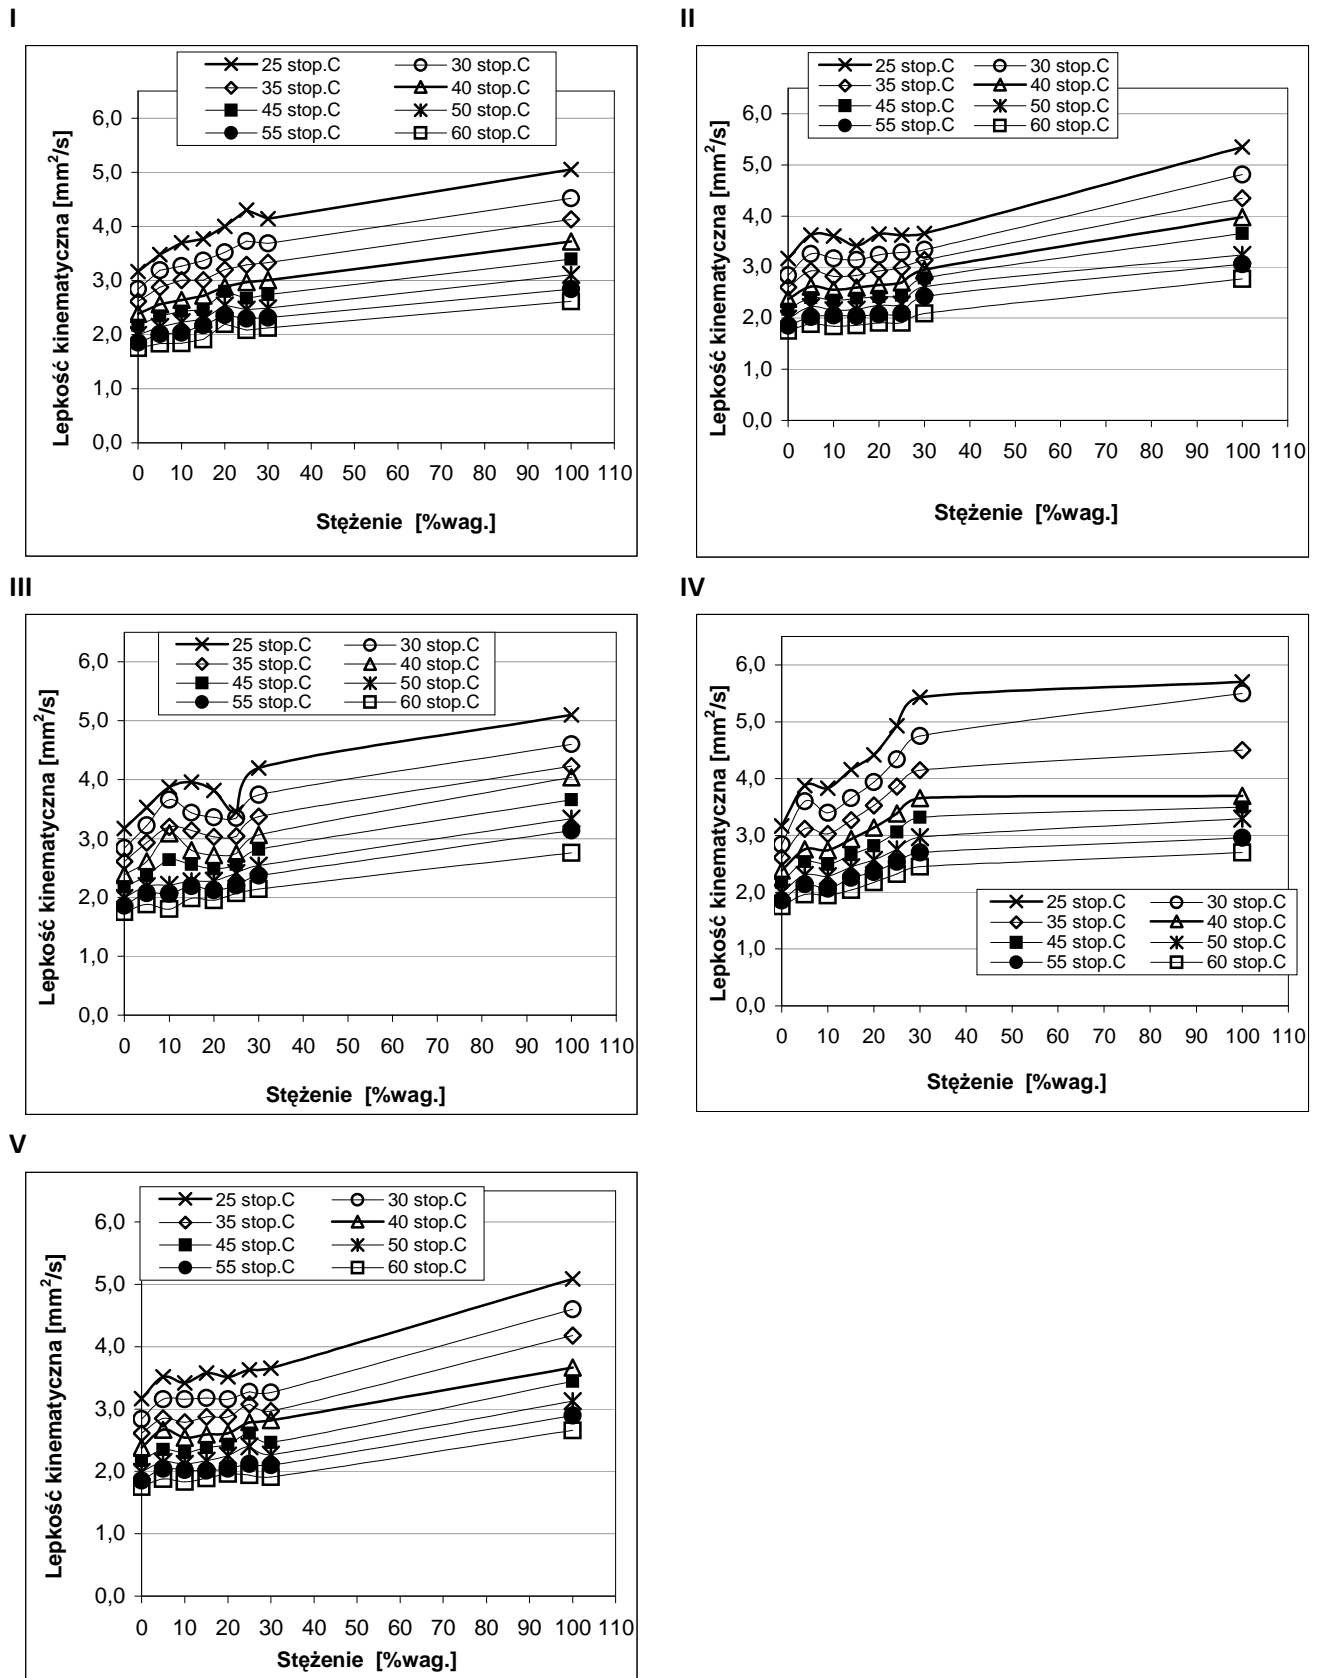 I
25 stop.C 30 stop.C
35 stop.C 40 stop.C
45 stop.C 50 stop.C
55 stop.C 60 stop.C
Lepkość kinematyczna [mm²/s]
6,0
5,0
4,0
3,0
2,0
1,0
0,0
0 10 20 30 40 50 60 70 80 90 100 110
Stężenie [%wag.]
II
25 stop.C 30 stop.C
35 stop.C 40 stop.C
45 stop.C 50 stop.C
55 stop.C 60 stop.C
Lepkość kinematyczna [mm²/s]
6,0
5,0
4,0
3,0
2,0
1,0
0,0
0 10 20 30 40 50 60 70 80 90 100 110
Stężenie [%wag.]
III
25 stop.C 30 stop.C
35 stop.C 40 stop.C
45 stop.C 50 stop.C
55 stop.C 60 stop.C
Lepkość kinematyczna [mm²/s]
6,0
5,0
4,0
3,0
2,0
1,0
0,0
0 10 20 30 40 50 60 70 80 90 100 110
Stężenie [%wag.]
IV
Lepkość kinematyczna [mm²/s]
6,0
5,0
4,0
3,0
2,0
1,0
0,0
25 stop.C 30 stop.C
35 stop.C 40 stop.C
45 stop.C 50 stop.C
55 stop.C 60 stop.C
0 10 20 30 40 50 60 70 80 90 100 110
Stężenie [%wag.]
V
25 stop.C 30 stop.C
35 stop.C 40 stop.C
45 stop.C 50 stop.C
55 stop.C 60 stop.C
Lepkość kinematyczna [mm²/s]
6,0
5,0
4,0
3,0
2,0
1,0
0,0
0 10 20 30 40 50 60 70 80 90 100 110
Stężenie [%wag.]